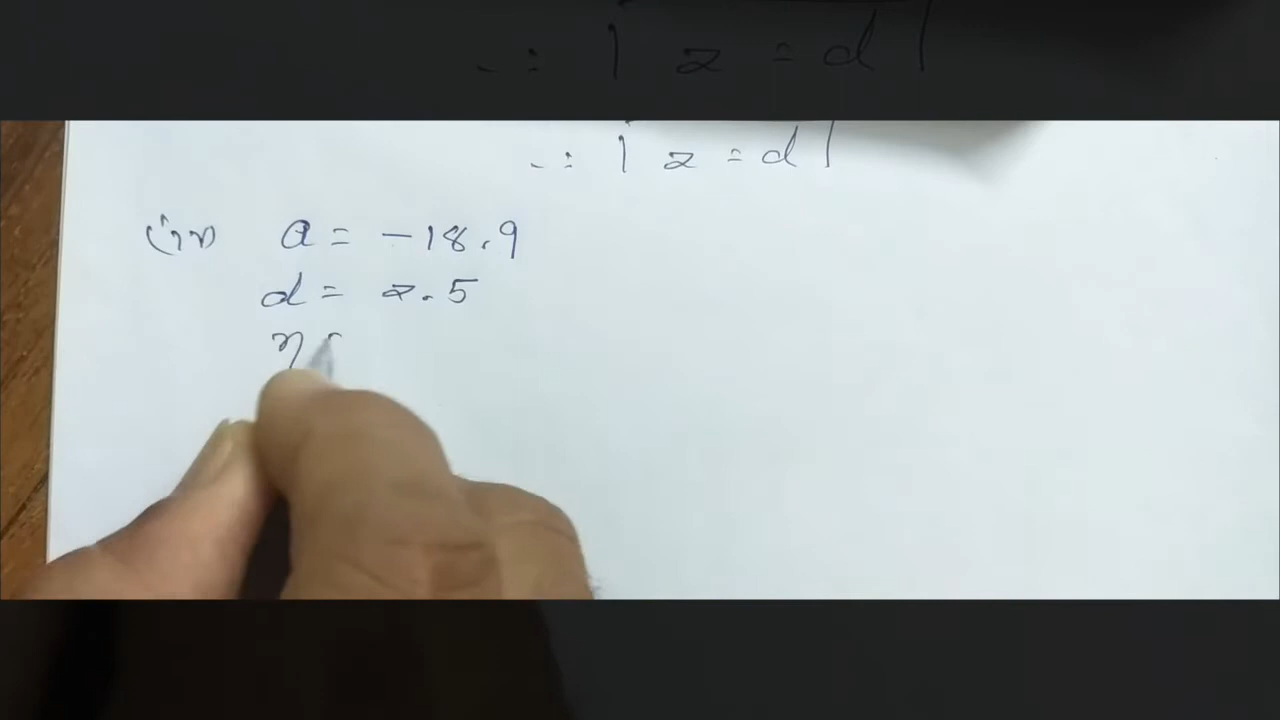 ∴ | z = d |
(iv) a = -18.9
d = 2.5
n =